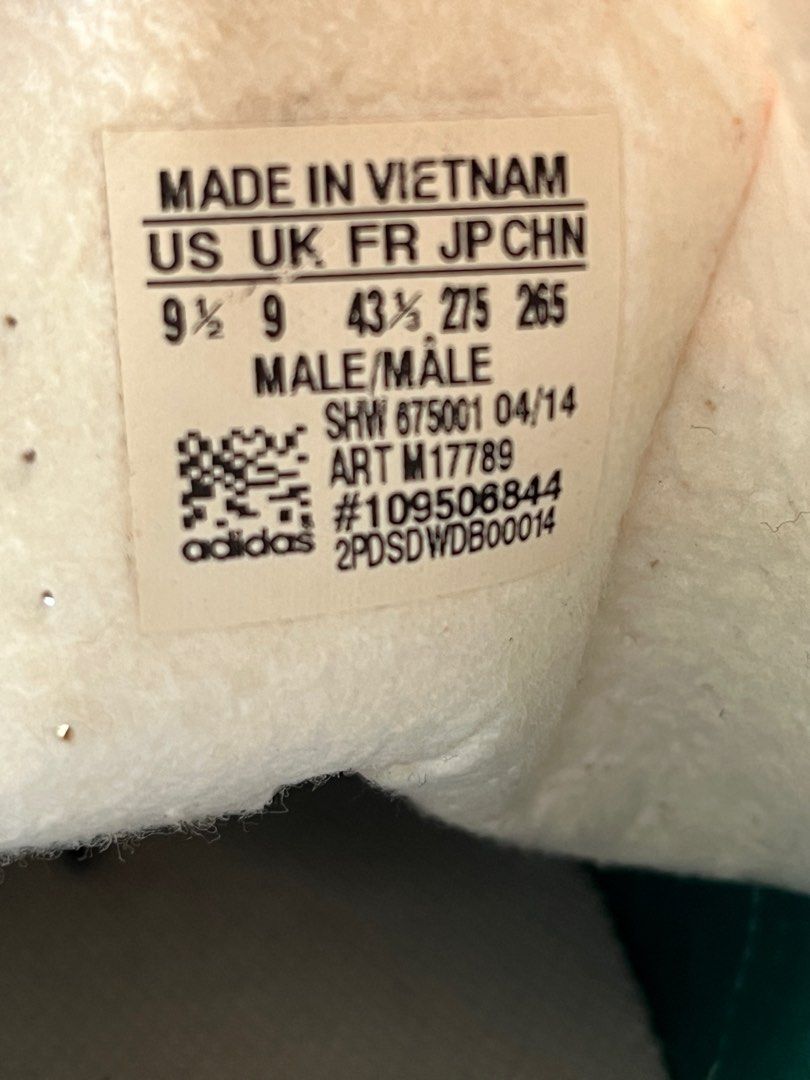 MADE IN VIETNAM
US UK FR JP CHN
9½ 9 43⅓ 275 265
MALE/MÂLE
SHW 675001 04/14
ART M17789
#109506844
adidas 2PDSDWDB00014